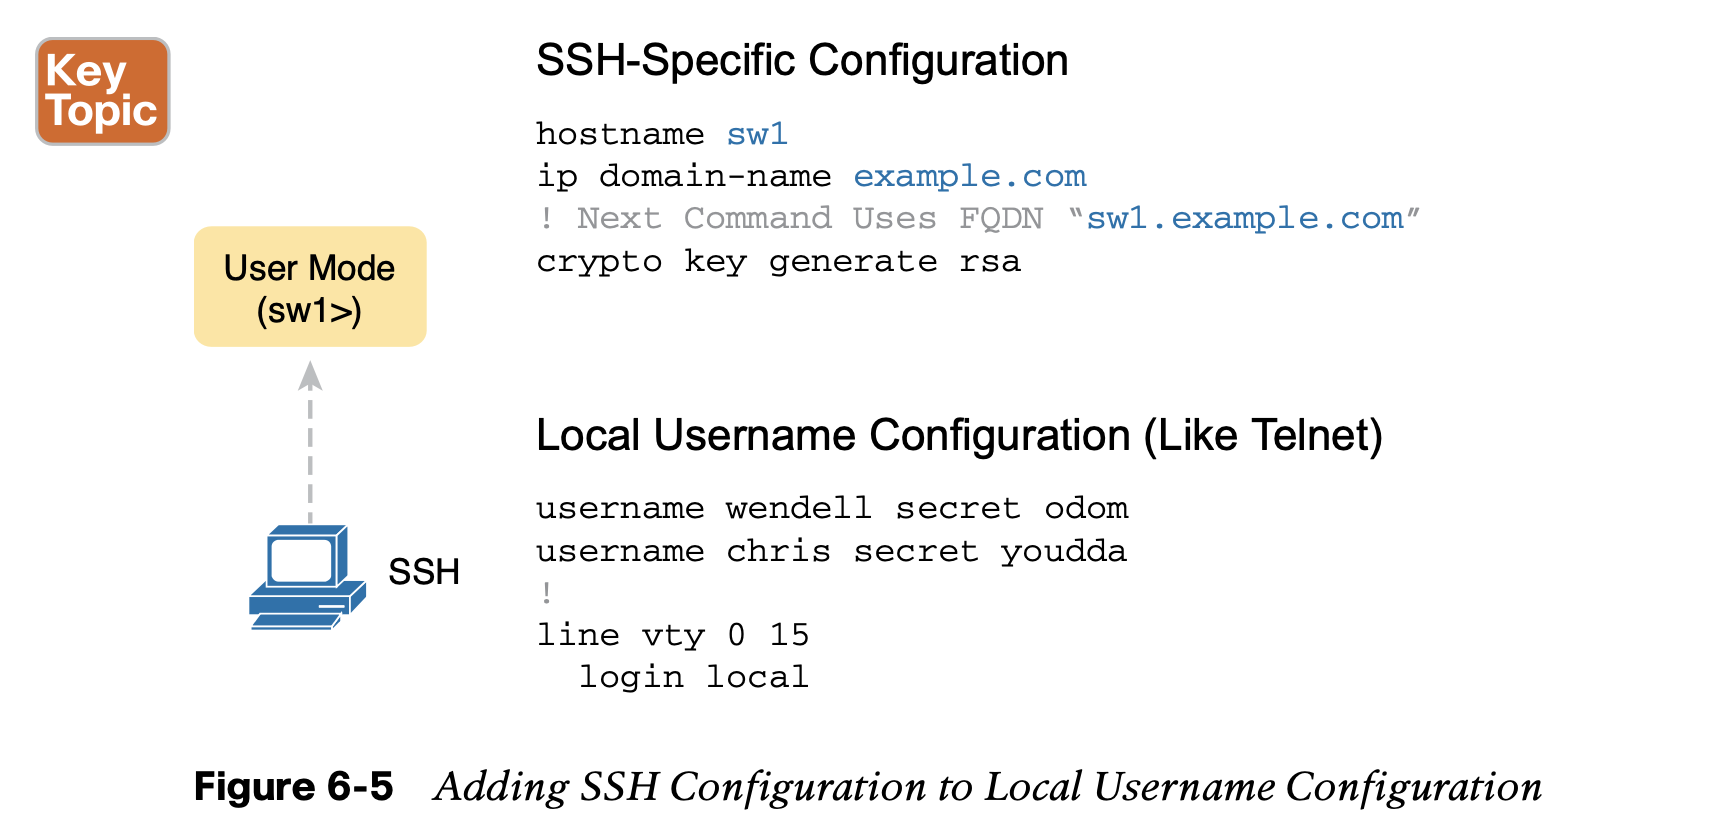 Key
Topic
SSH-Specific Configuration
hostname sw1
ip domain-name example.com
! Next Command Uses FQDN “sw1.example.com”
crypto key generate rsa
User Mode
(sw1>)
SSH
Local Username Configuration (Like Telnet)
username wendell secret odom
username chris secret youdda
!
line vty 0 15
  login local
Figure 6-5 Adding SSH Configuration to Local Username Configuration